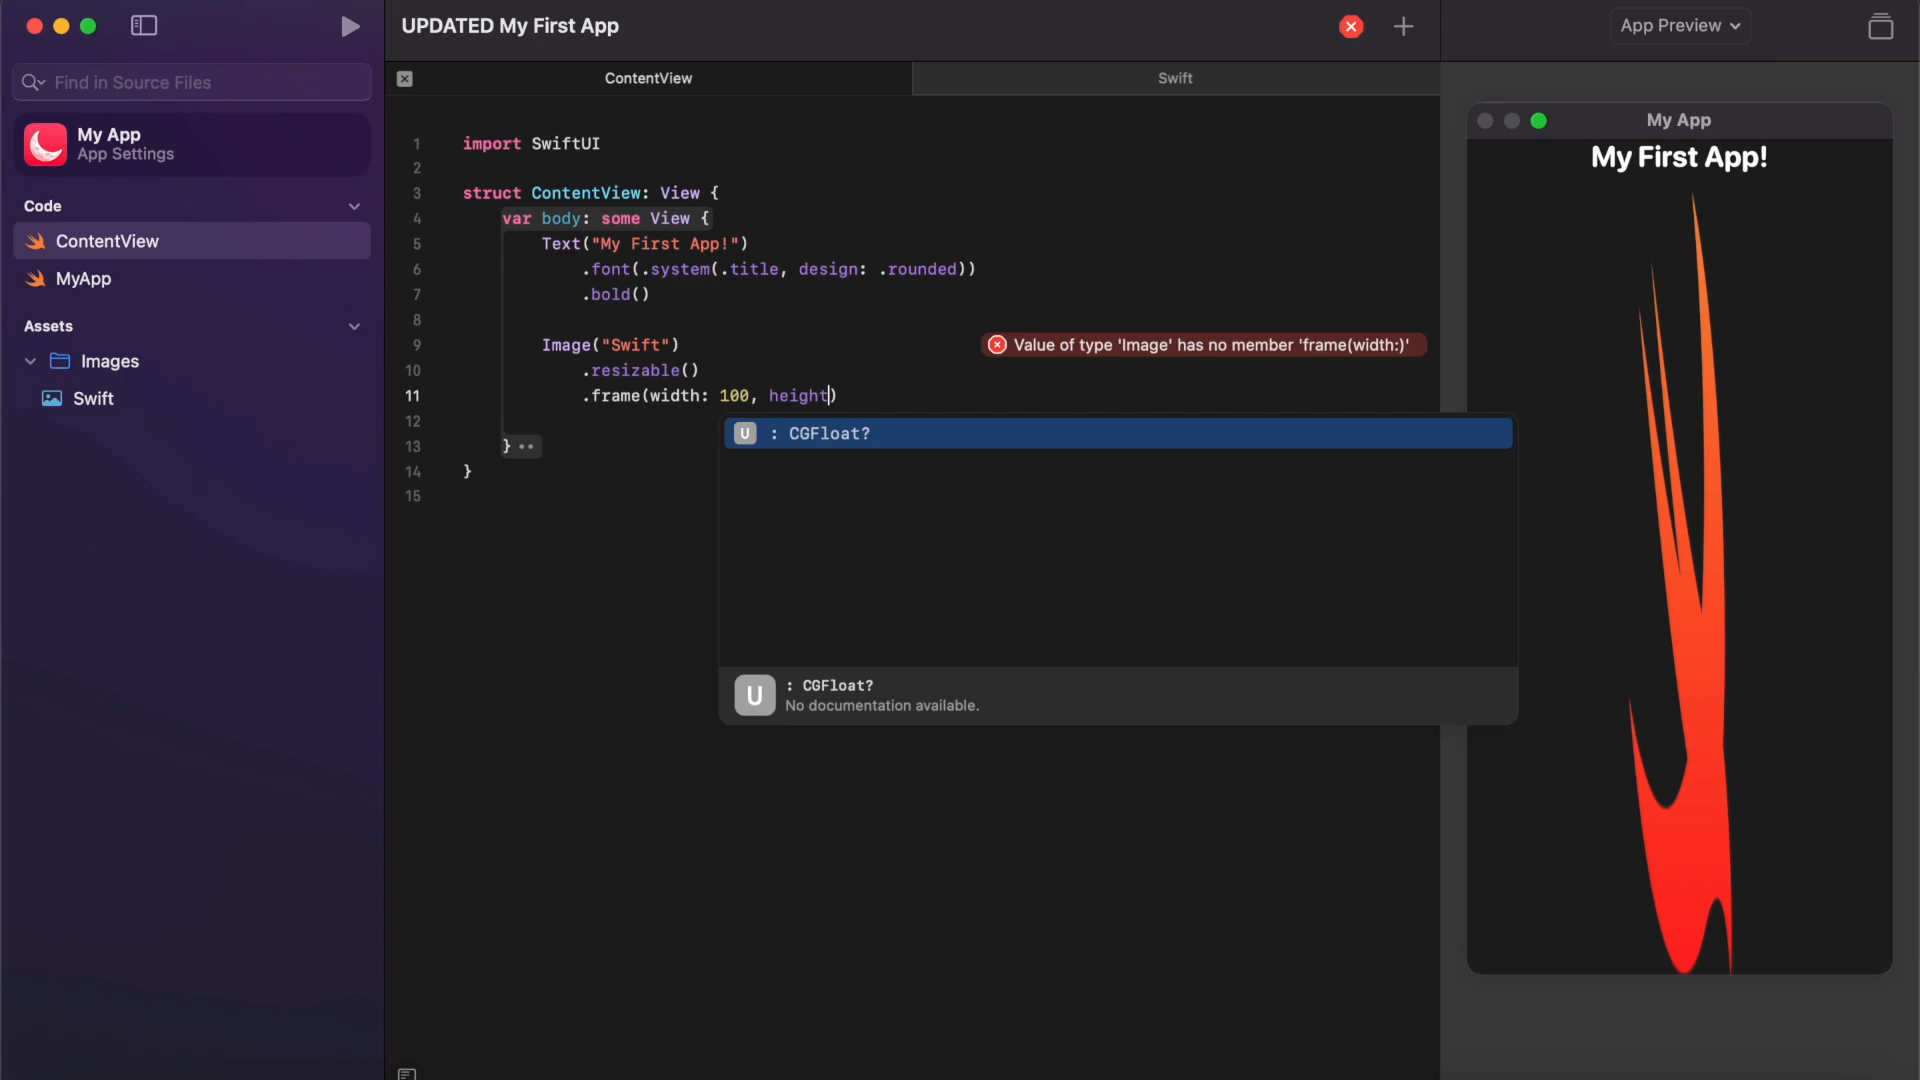 UPDATED My First App
App Preview
Find in Source Files
My App
App Settings
Code
ContentView
MyApp
Assets
Images
Swift
ContentView
Swift
1 import SwiftUI
2
3 struct ContentView: View {
4 var body: some View {
5 Text("My First App!")
6 .font(.system(.title, design: .rounded))
7 .bold()
8
9 Image("Swift")
Value of type 'Image' has no member 'frame(width:)'
10 .resizable()
11 .frame(width: 100, height)
12
13 }
14 }
15
U : CGFloat?
U : CGFloat?
No documentation available.
My App
My First App!